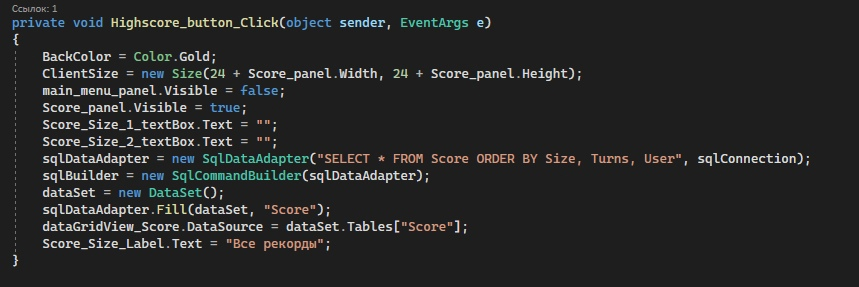 Ссылок: 1
private void Highscore_button_Click(object sender, EventArgs e)
{
    BackColor = Color.Gold;
    ClientSize = new Size(24 + Score_panel.Width, 24 + Score_panel.Height);
    main_menu_panel.Visible = false;
    Score_panel.Visible = true;
    Score_Size_1_textBox.Text = "";
    Score_Size_2_textBox.Text = "";
    sqlDataAdapter = new SqlDataAdapter("SELECT * FROM Score ORDER BY Size, Turns, User", sqlConnection);
    sqlBuilder = new SqlCommandBuilder(sqlDataAdapter);
    dataSet = new DataSet();
    sqlDataAdapter.Fill(dataSet, "Score");
    dataGridView_Score.DataSource = dataSet.Tables["Score"];
    Score_Size_Label.Text = "Все рекорды";
}